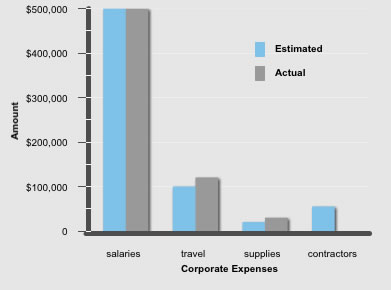 $500,000
$400,000
$300,000
$200,000
$100,000
0
Amount
Estimated
Actual
salaries travel supplies contractors
Corporate Expenses